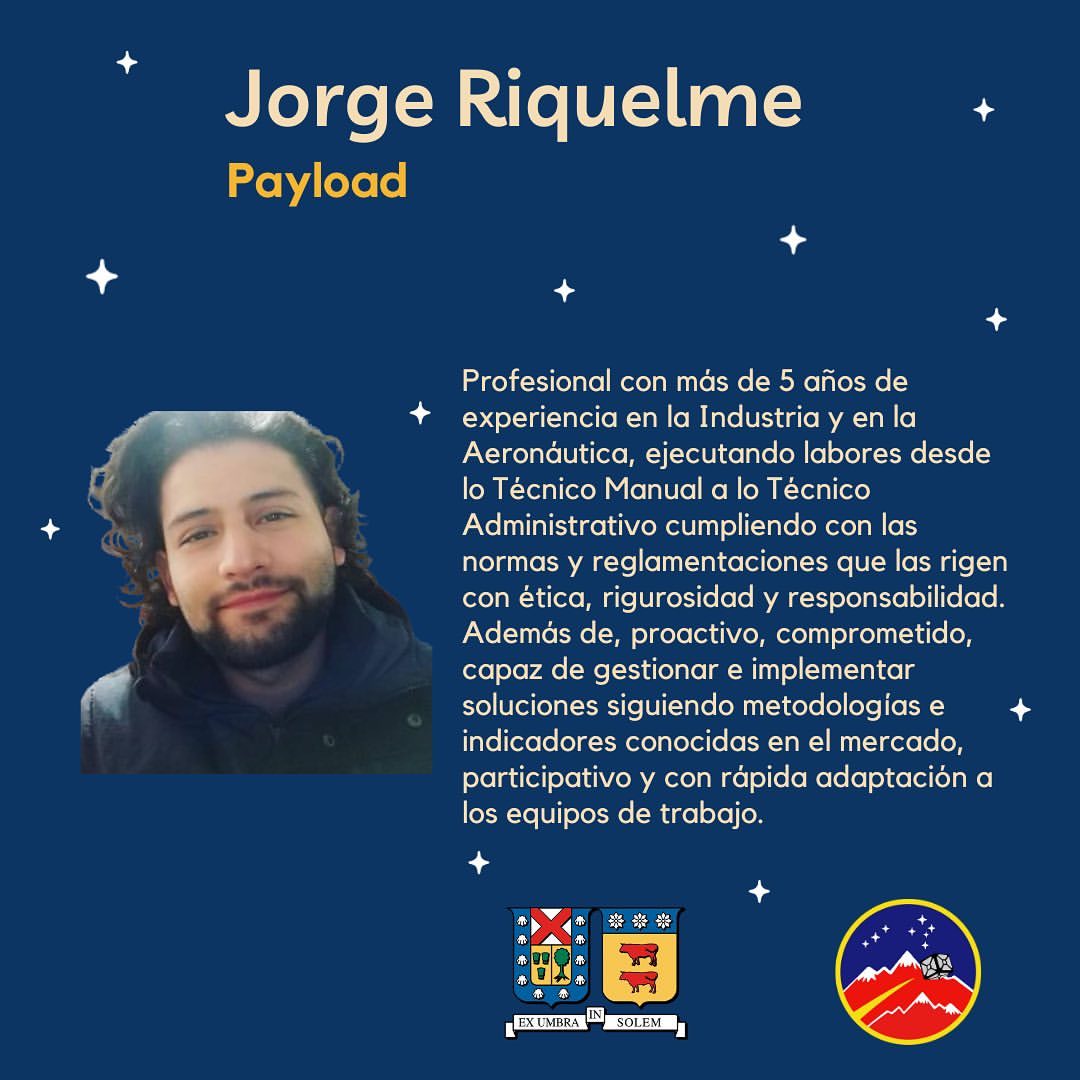 Jorge Riquelme
Payload
Profesional con más de 5 años de
experiencia en la Industria y en la
Aeronáutica, ejecutando labores desde
lo Técnico Manual a lo Técnico
Administrativo cumpliendo con las
normas y reglamentaciones que las rigen
con ética, rigurosidad y responsabilidad.
Además de, proactivo, comprometido,
capaz de gestionar e implementar
soluciones siguiendo metodologías e
indicadores conocidas en el mercado,
participativo y con rápida adaptación a
los equipos de trabajo.
EX UMBRA IN SOLEM